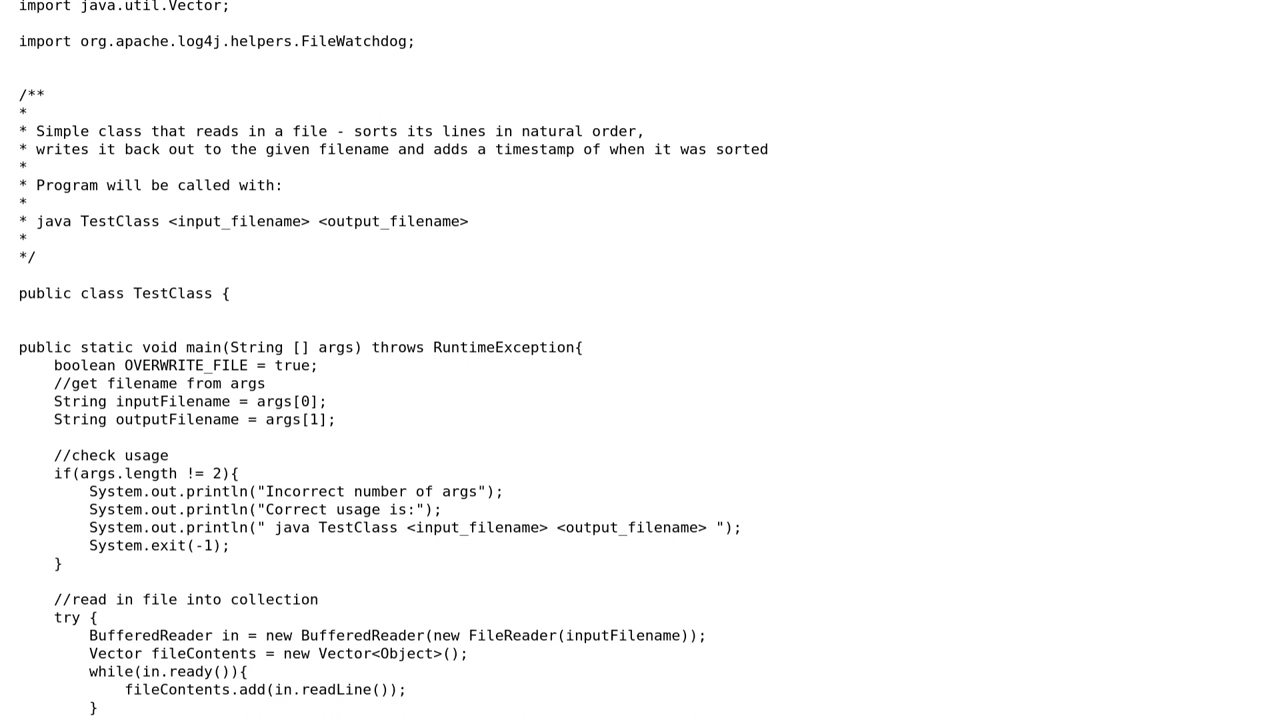 import java.util.Vector;
import org.apache.log4j.helpers.FileWatchdog;
/**
*
* Simple class that reads in a file - sorts its lines in natural order,
* writes it back out to the given filename and adds a timestamp of when it was sorted
*
* Program will be called with:
*
* java TestClass <input_filename> <output_filename>
*
*/
public class TestClass {
public static void main(String [] args) throws RuntimeException{
    boolean OVERWRITE_FILE = true;
    //get filename from args
    String inputFilename = args[0];
    String outputFilename = args[1];
    //check usage
    if(args.length != 2){
        System.out.println("Incorrect number of args");
        System.out.println("Correct usage is:");
        System.out.println(" java TestClass <input_filename> <output_filename> ");
        System.exit(-1);
    }
    //read in file into collection
    try {
        BufferedReader in = new BufferedReader(new FileReader(inputFilename));
        Vector fileContents = new Vector<Object>();
        while(in.ready()){
            fileContents.add(in.readLine());
        }